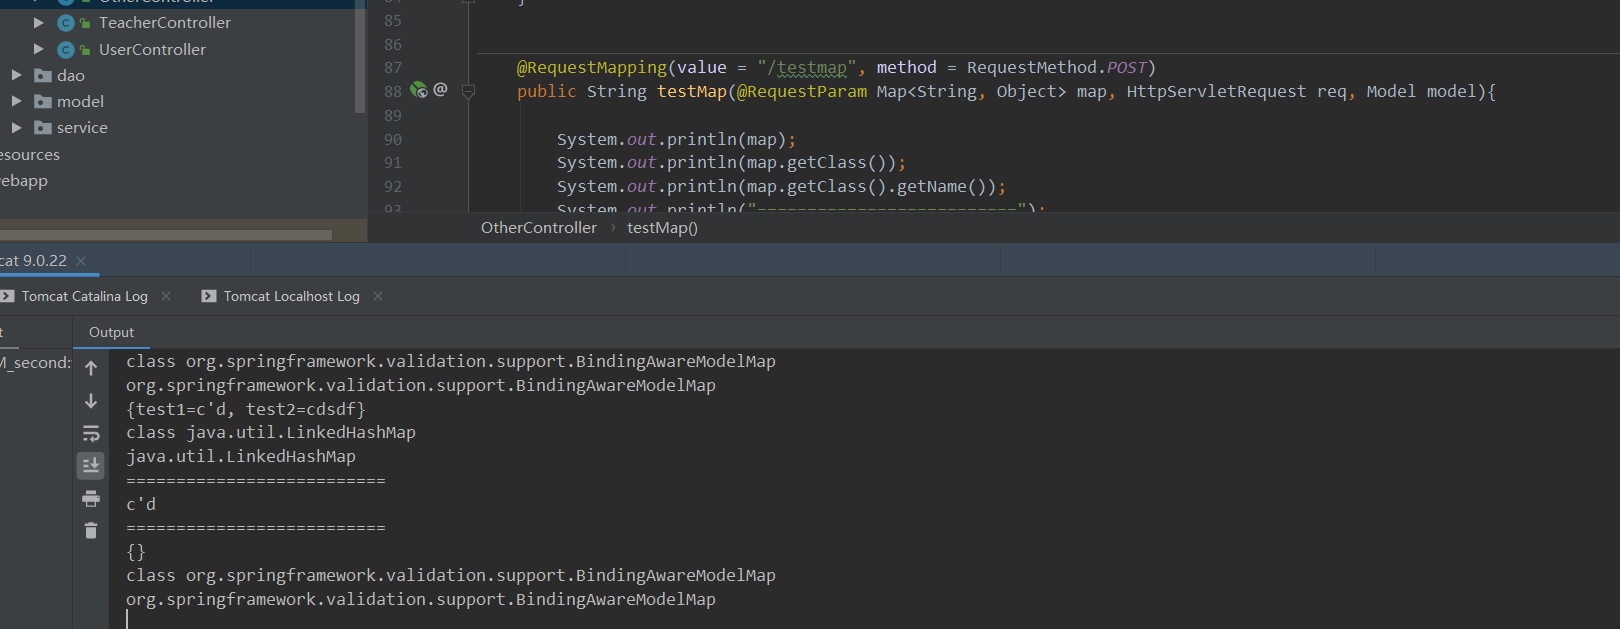 OtherController
TeacherController
UserController
dao
model
service
esources
ebapp
85
86
87 @RequestMapping(value = "/testmap", method = RequestMethod.POST)
88 @ public String testMap(@RequestParam Map<String, Object> map, HttpServletRequest req, Model model){
89
90 System.out.println(map);
91 System.out.println(map.getClass());
92 System.out.println(map.getClass().getName());
93 System.out.println("==========================");
OtherController › testMap()
cat 9.0.22
Tomcat Catalina Log
Tomcat Localhost Log
t
Output
M_second:
class org.springframework.validation.support.BindingAwareModelMap
org.springframework.validation.support.BindingAwareModelMap
{test1=c'd, test2=cdsdf}
class java.util.LinkedHashMap
java.util.LinkedHashMap
==========================
c'd
==========================
{}
class org.springframework.validation.support.BindingAwareModelMap
org.springframework.validation.support.BindingAwareModelMap